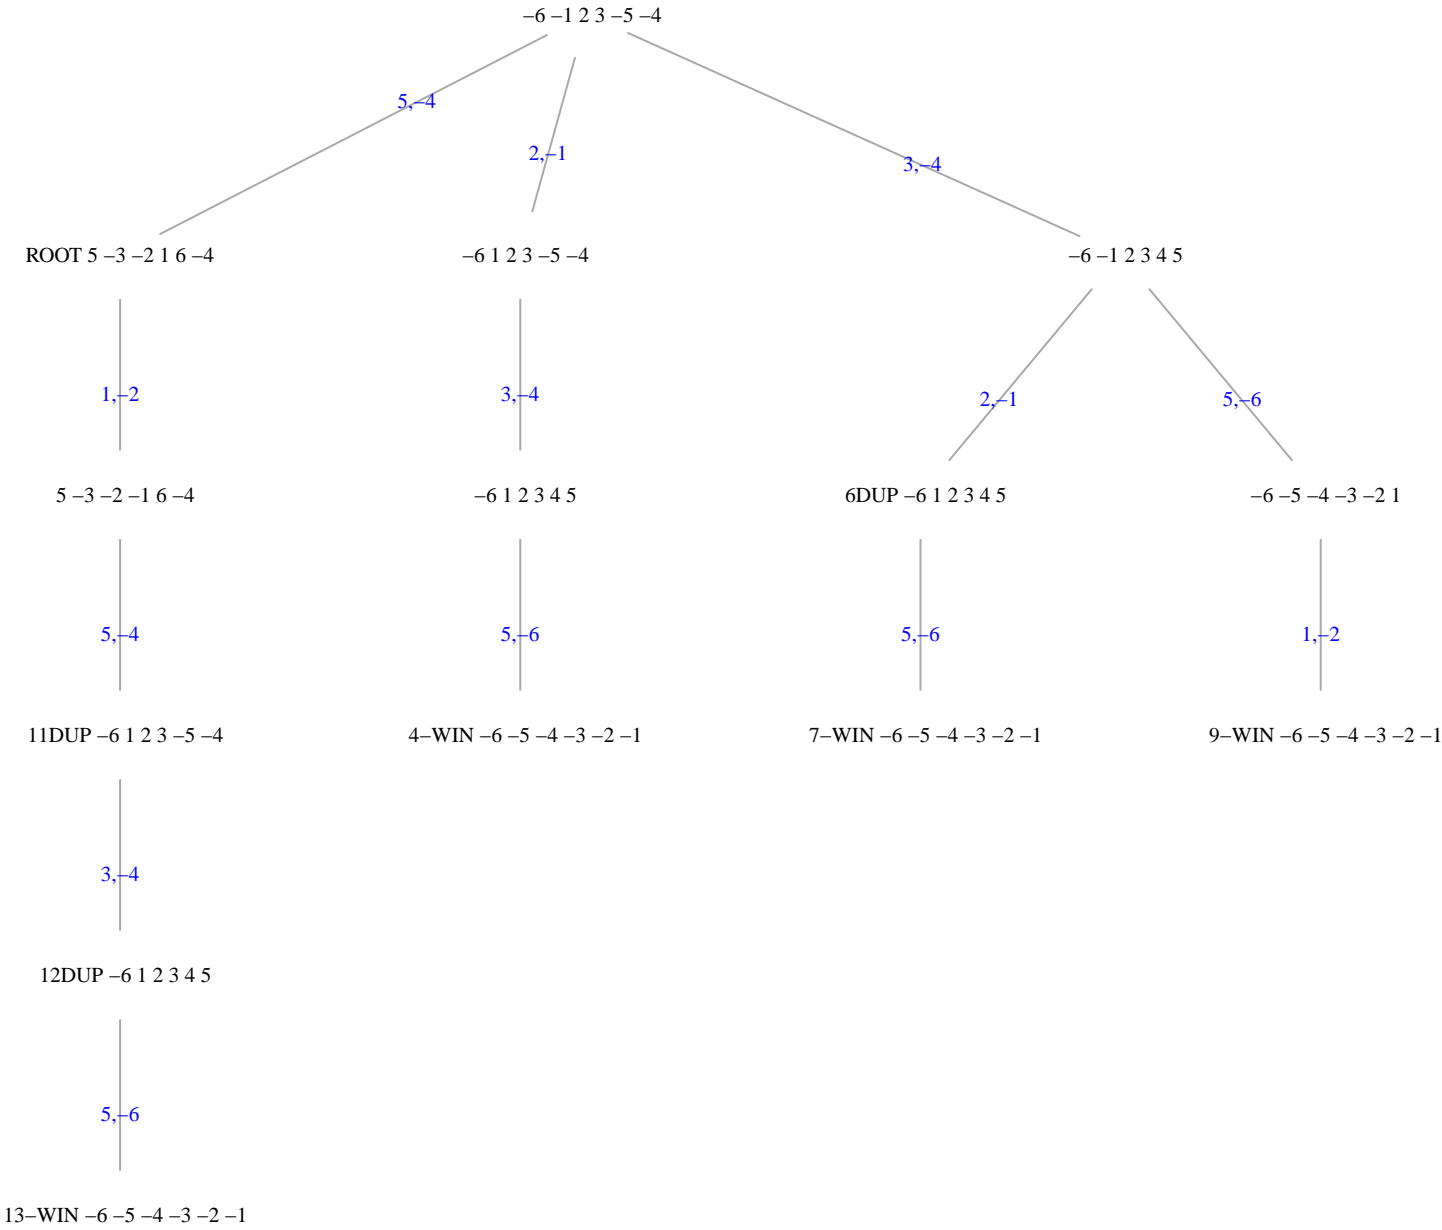 −6 −1 2 3 −5 −4
5,−4
2,−1
3,−4
ROOT 5 −3 −2 1 6 −4
−6 1 2 3 −5 −4
−6 −1 2 3 4 5
1,−2
3,−4
2,−1
5,−6
5 −3 −2 −1 6 −4
−6 1 2 3 4 5
6DUP −6 1 2 3 4 5
−6 −5 −4 −3 −2 1
5,−4
5,−6
5,−6
1,−2
11DUP −6 1 2 3 −5 −4
4−WIN −6 −5 −4 −3 −2 −1
7−WIN −6 −5 −4 −3 −2 −1
9−WIN −6 −5 −4 −3 −2 −1
3,−4
12DUP −6 1 2 3 4 5
5,−6
13−WIN −6 −5 −4 −3 −2 −1